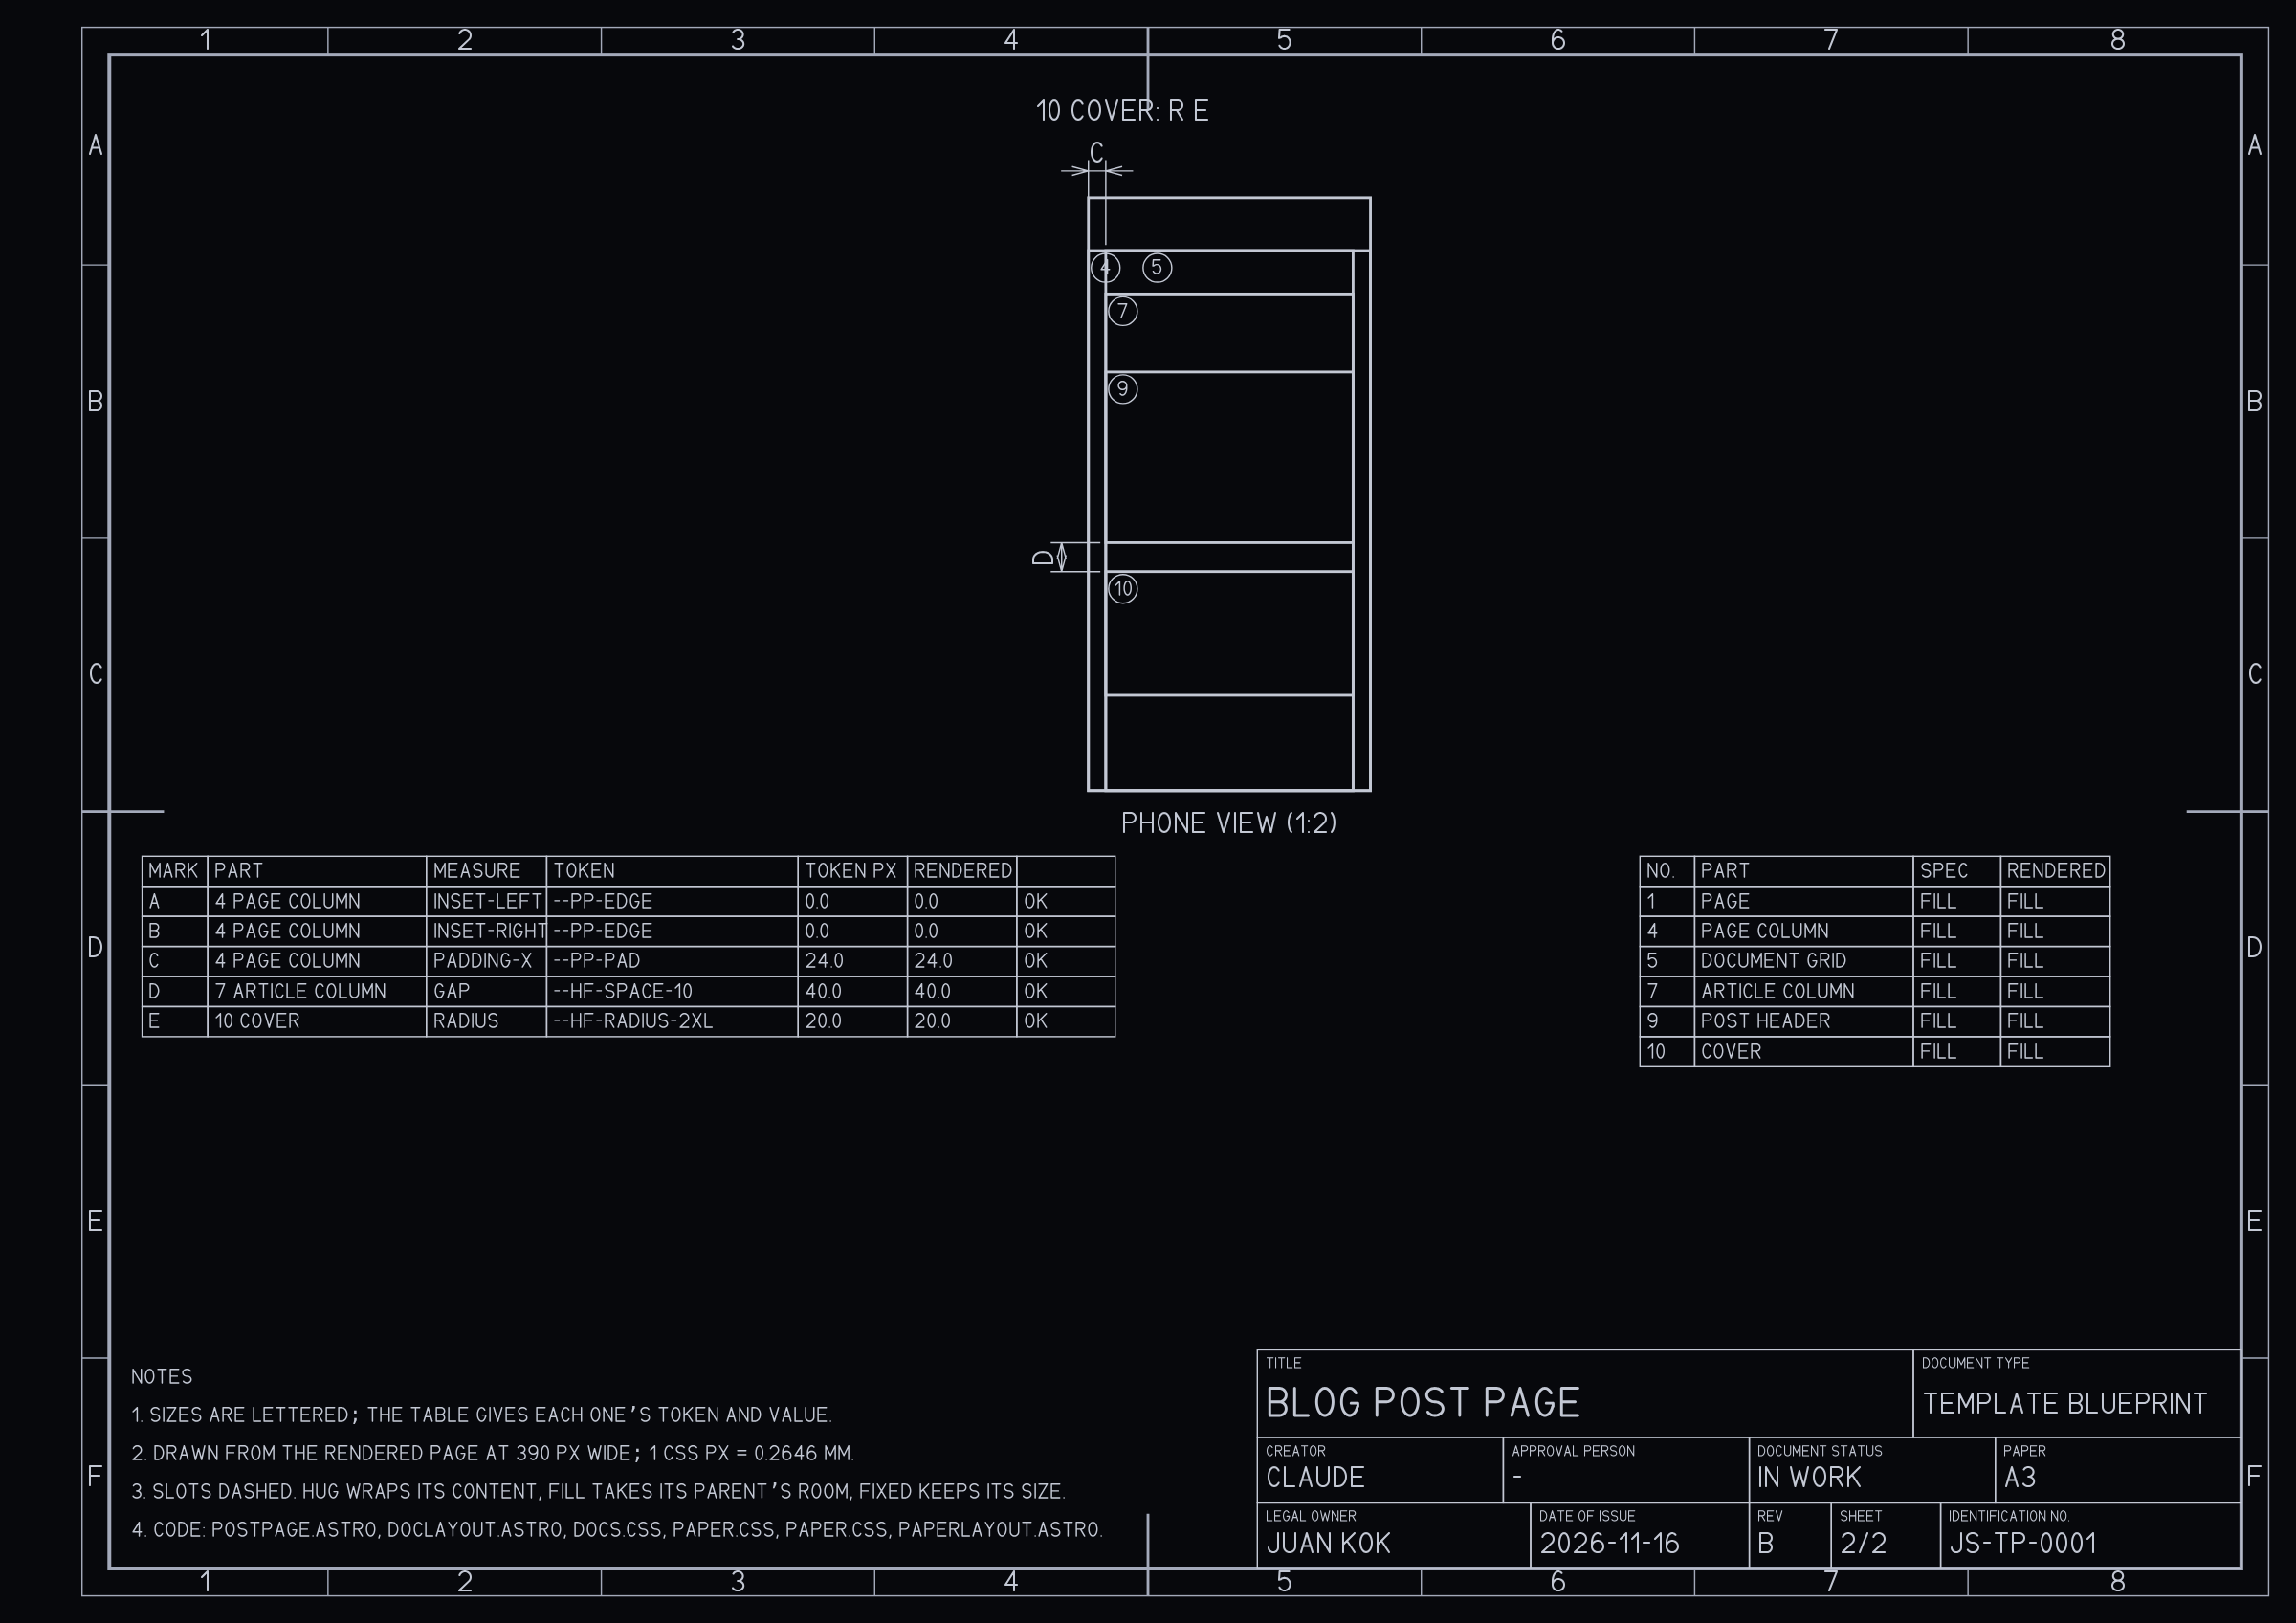 1 2 3 4 5 6 7 8
A A
B B
C C
D D
E E
F F
10 COVER: R E
C
4 5
7
9
D
10
PHONE VIEW (1:2)
MARK PART MEASURE TOKEN TOKEN PX RENDERED
A 4 PAGE COLUMN INSET-LEFT --PP-EDGE 0.0 0.0 OK
B 4 PAGE COLUMN INSET-RIGHT --PP-EDGE 0.0 0.0 OK
C 4 PAGE COLUMN PADDING-X --PP-PAD 24.0 24.0 OK
D 7 ARTICLE COLUMN GAP --HF-SPACE-10 40.0 40.0 OK
E 10 COVER RADIUS --HF-RADIUS-2XL 20.0 20.0 OK
NO. PART SPEC RENDERED
1 PAGE FILL FILL
4 PAGE COLUMN FILL FILL
5 DOCUMENT GRID FILL FILL
7 ARTICLE COLUMN FILL FILL
9 POST HEADER FILL FILL
10 COVER FILL FILL
NOTES
1. SIZES ARE LETTERED; THE TABLE GIVES EACH ONE'S TOKEN AND VALUE.
2. DRAWN FROM THE RENDERED PAGE AT 390 PX WIDE; 1 CSS PX = 0.2646 MM.
3. SLOTS DASHED. HUG WRAPS ITS CONTENT, FILL TAKES ITS PARENT'S ROOM, FIXED KEEPS ITS SIZE.
4. CODE: POSTPAGE.ASTRO, DOCLAYOUT.ASTRO, DOCS.CSS, PAPER.CSS, PAPER.CSS, PAPERLAYOUT.ASTRO.
TITLE DOCUMENT TYPE
BLOG POST PAGE TEMPLATE BLUEPRINT
CREATOR APPROVAL PERSON DOCUMENT STATUS PAPER
CLAUDE - IN WORK A3
LEGAL OWNER DATE OF ISSUE REV SHEET IDENTIFICATION NO.
JUAN KOK 2026-11-16 B 2/2 JS-TP-0001
1 2 3 4 5 6 7 8